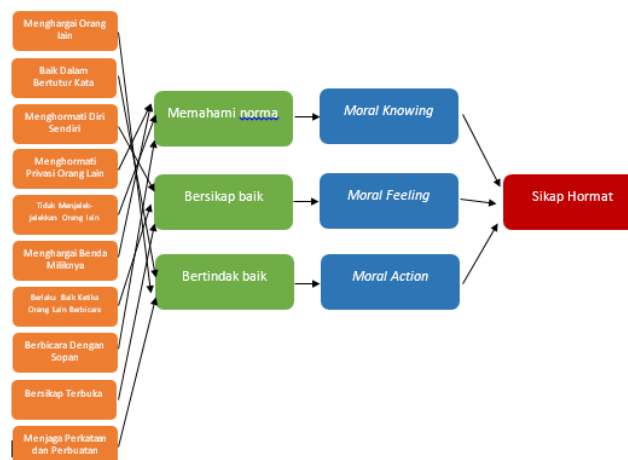 Menghargai Orang
lain
Baik Dalam
Bertutur Kata
Menghormati Diri
Sendiri
Menghormati
Privasi Orang Lain
Tidak Menjelek-
jelekkan Orang lain
Menghargai Benda
Miliknya
Berlaku Baik Ketika
Orang Lain Berbicara
Berbicara Dengan
Sopan
Bersikap Terbuka
Menjaga Perkataan
dan Perbuatan
Memahami norma
Bersikap baik
Bertindak baik
Moral Knowing
Moral Feeling
Moral Action
Sikap Hormat